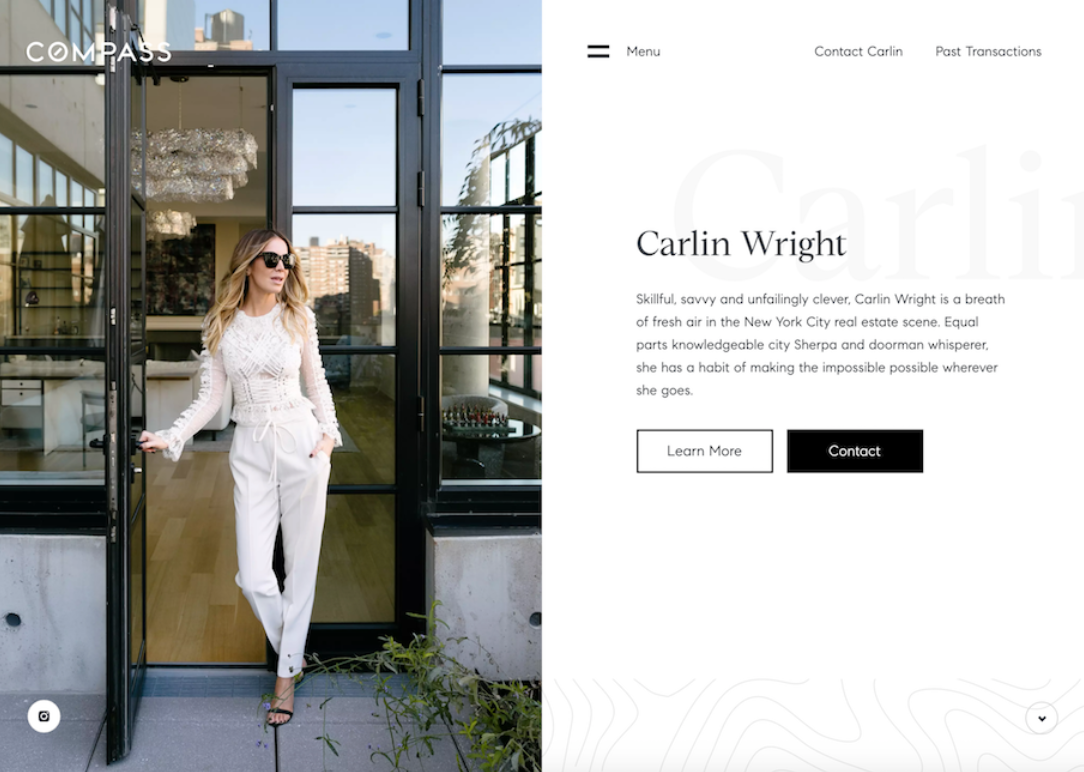 COMPASS
Menu
Contact Carlin
Past Transactions
Carlin
Carlin Wright
Skillful, savvy and unfailingly clever, Carlin Wright is a breath
of fresh air in the New York City real estate scene. Equal
parts knowledgeable city Sherpa and doorman whisperer,
she has a habit of making the impossible possible wherever
she goes.
Learn More
Contact